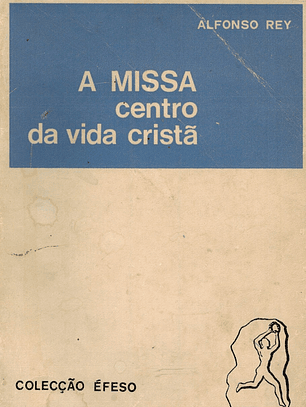 ALFONSO REY
A MISSA
centro
da vida cristã
COLECÇÃO ÉFESO